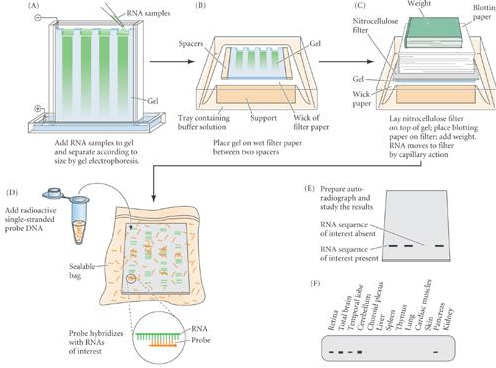 (A)
RNA samples
Gel
Add RNA samples to gel
and separate according to
size by gel electrophoresis.
(B)
Spacers
Gel
Tray containing
buffer solution
Support
Wick of
filter paper
Place gel on wet filter paper
between two spacers
(C)
Weight
Blotting
paper
Nitrocellulose
filter
Gel
Wick
paper
Lay nitrocellulose filter
on top of gel; place blotting
paper on filter; add weight.
RNA moves to filter
by capillary action
(D)
Add radioactive
single-stranded
probe DNA
Sealable
bag
Probe hybridizes
with RNAs
of interest
RNA
Probe
(E)
Prepare auto-
radiograph and
study the results
RNA sequence
of interest absent
RNA sequence
of interest present
(F)
Retina
Total brain
Temporal lobe
Cerebellum
Choroid plexus
Liver
Spleen
Thymus
Lung
Cardiac muscles
Skin
Pancreas
Kidney